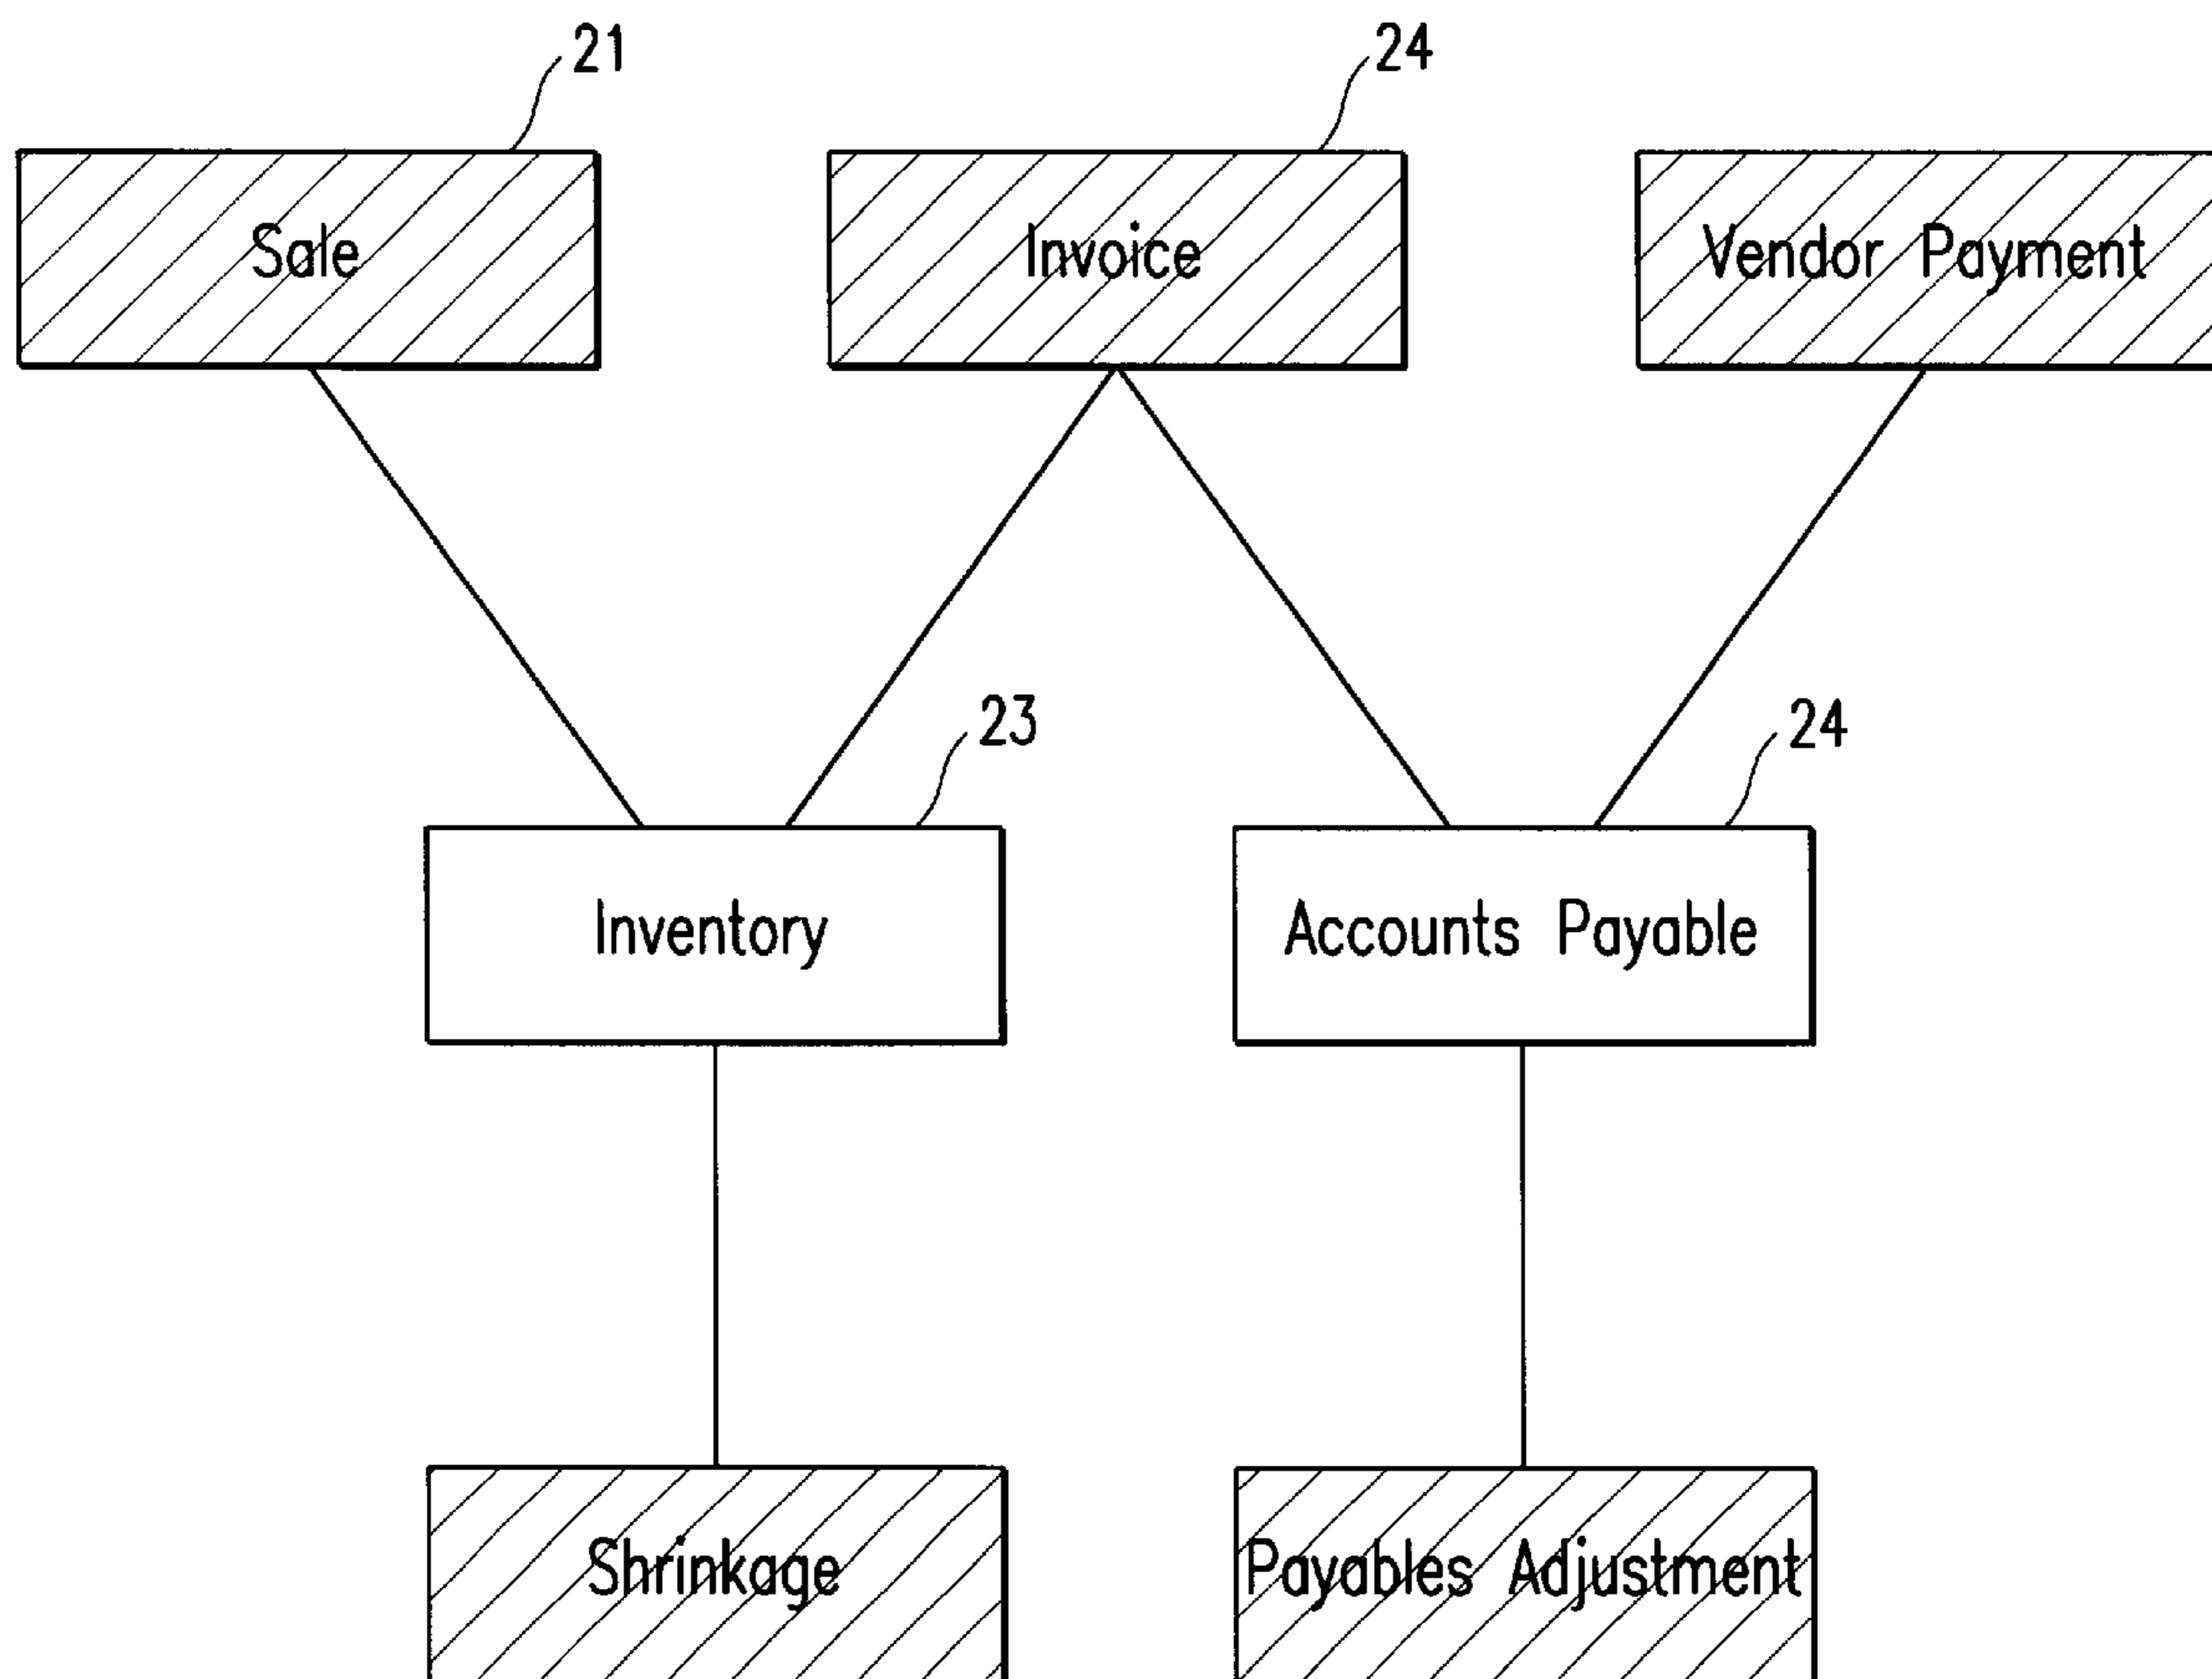 21
24
Sale
Invoice
Vendor Payment
23
24
Inventory
Accounts Payable
Shrinkage
Payables Adjustment